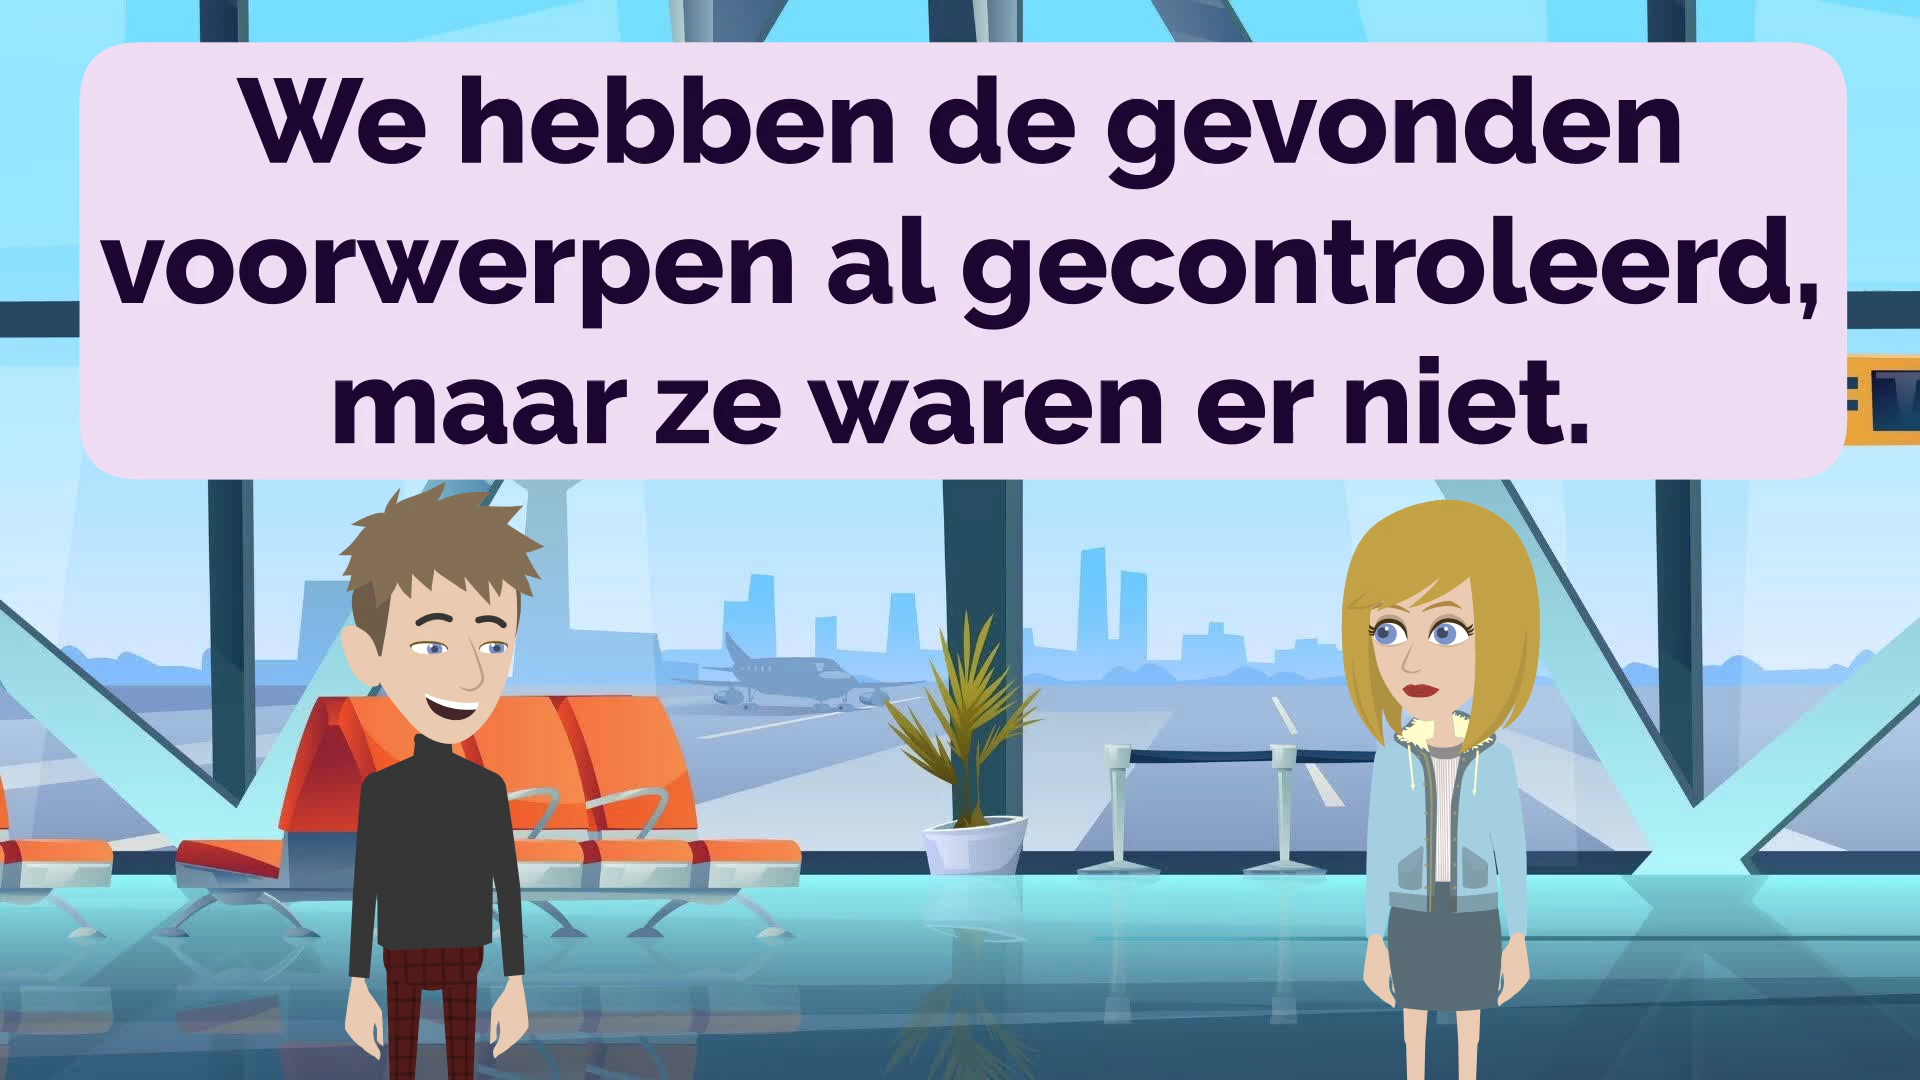 We hebben de gevonden
voorwerpen al gecontroleerd,
maar ze waren er niet.